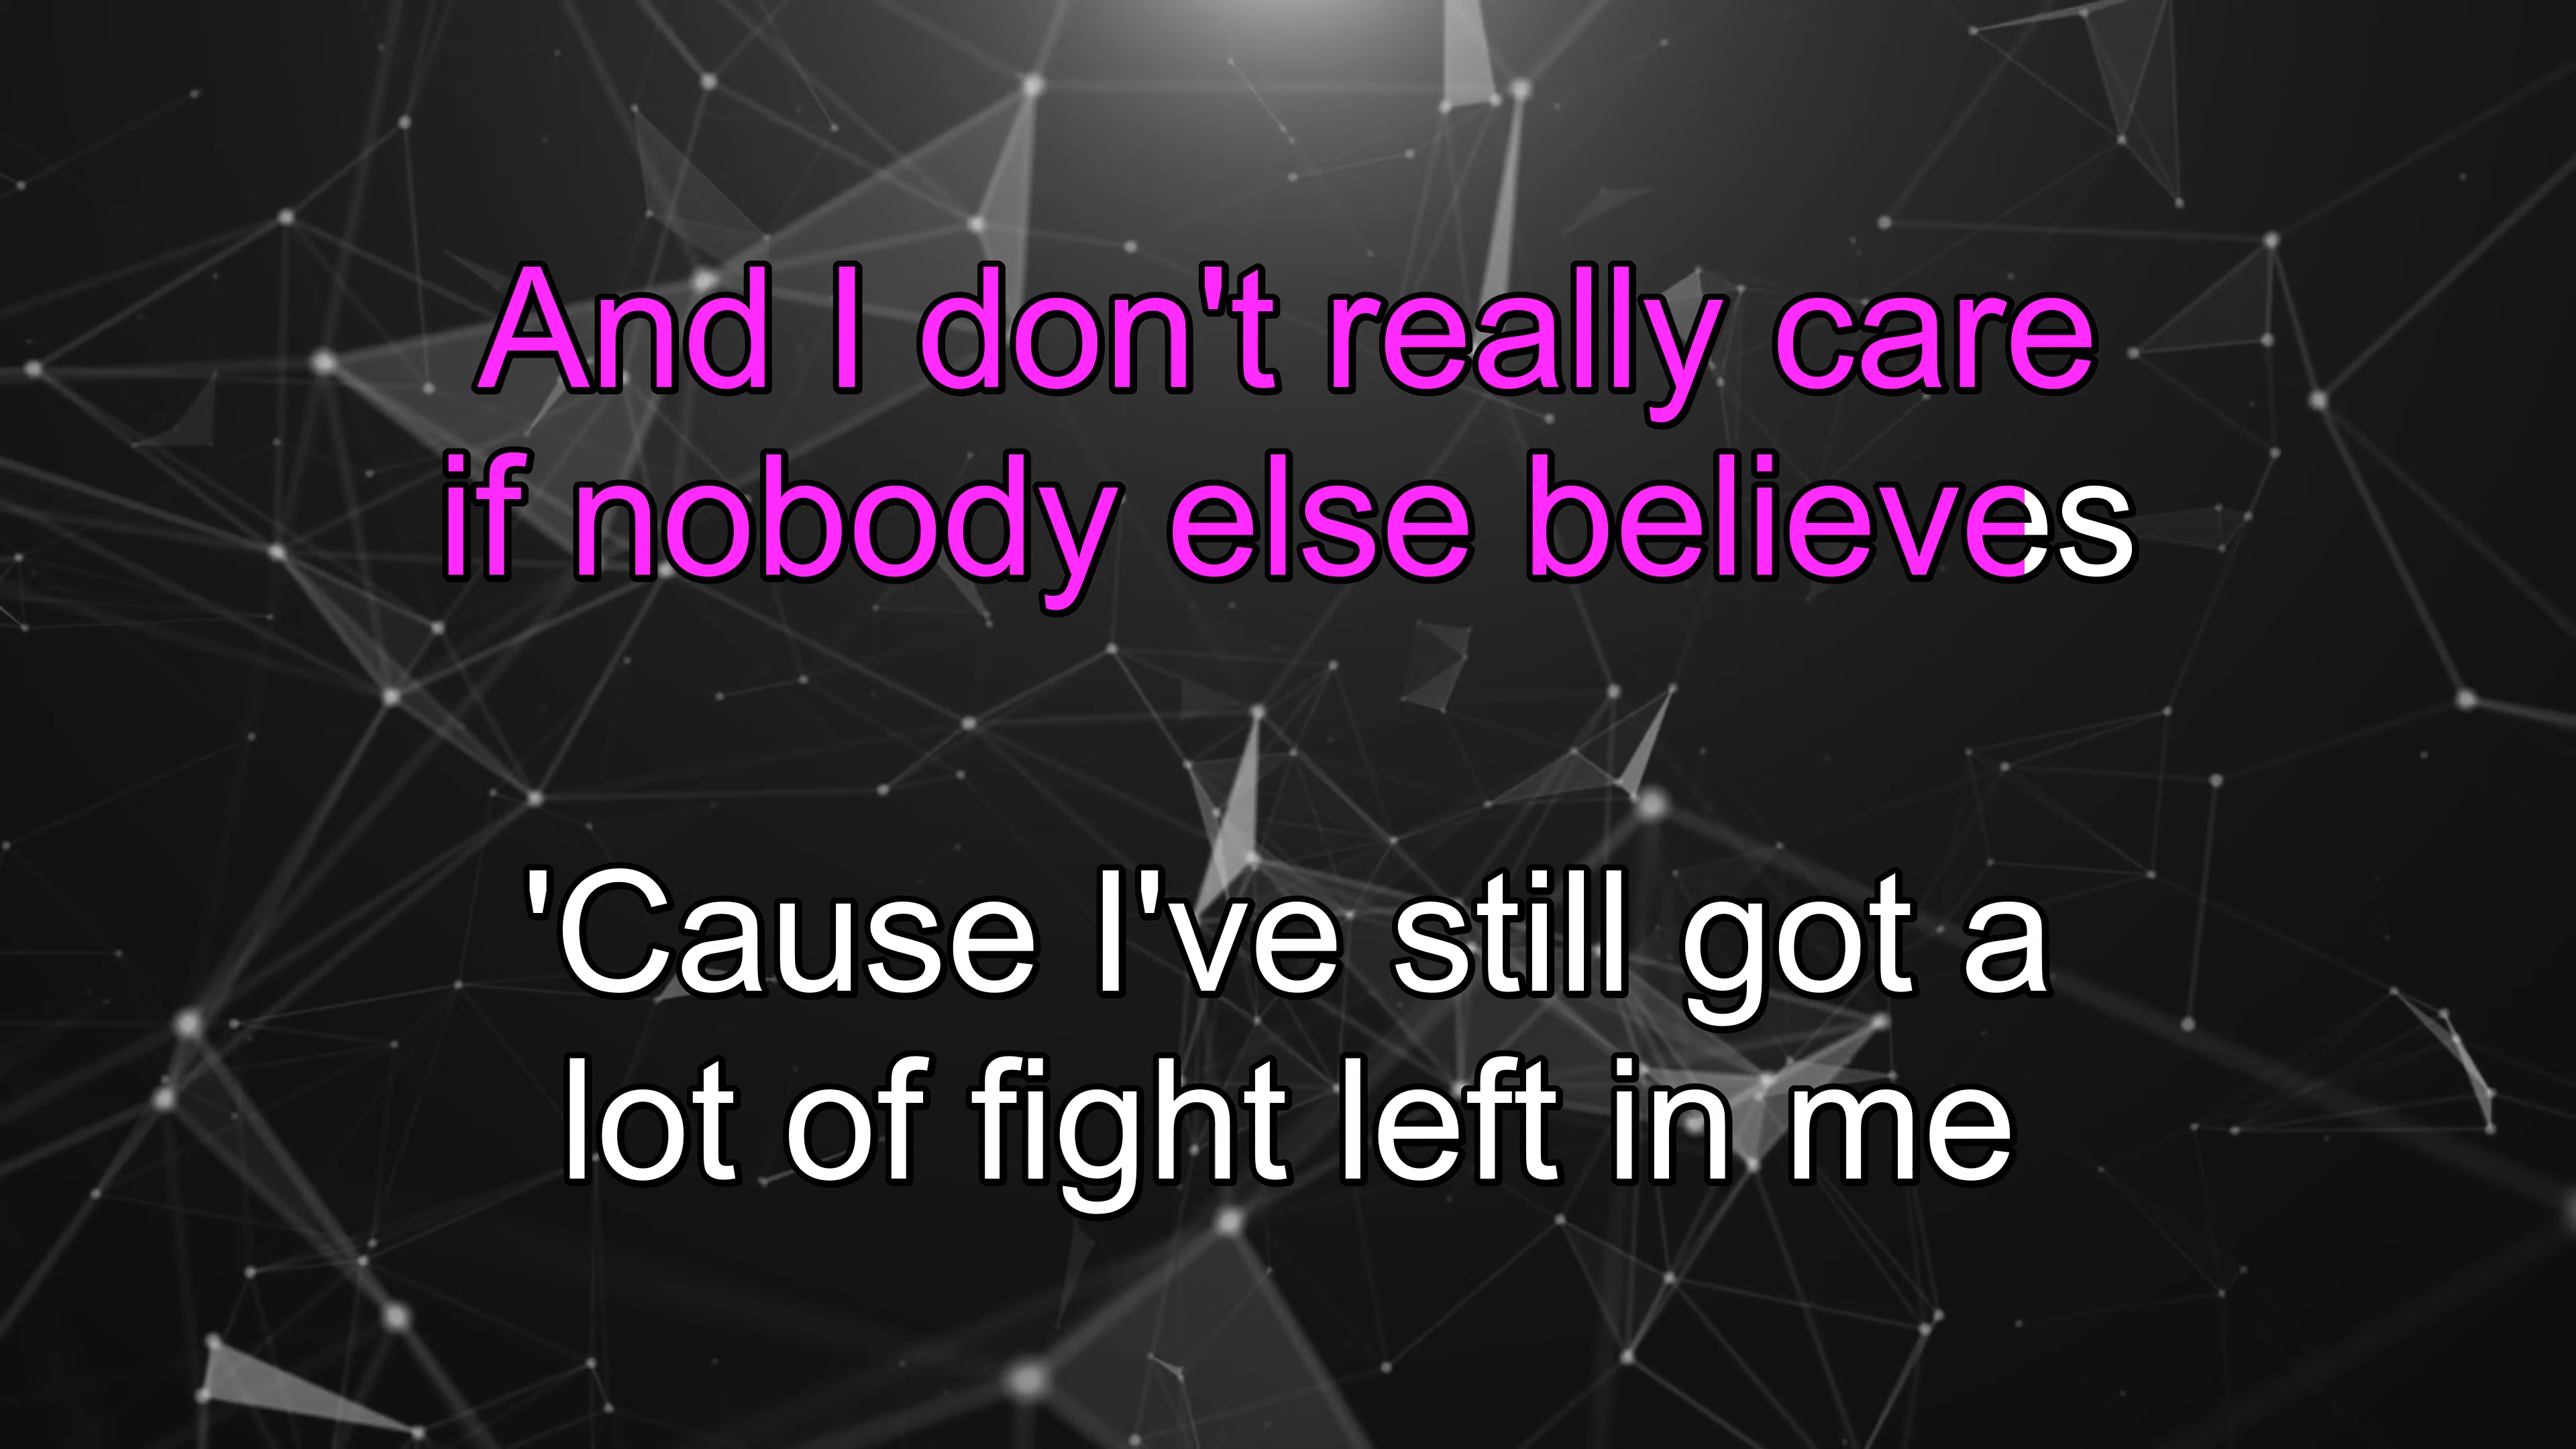 And I don't really care
if nobody else believes
'Cause I've still got a
lot of fight left in me